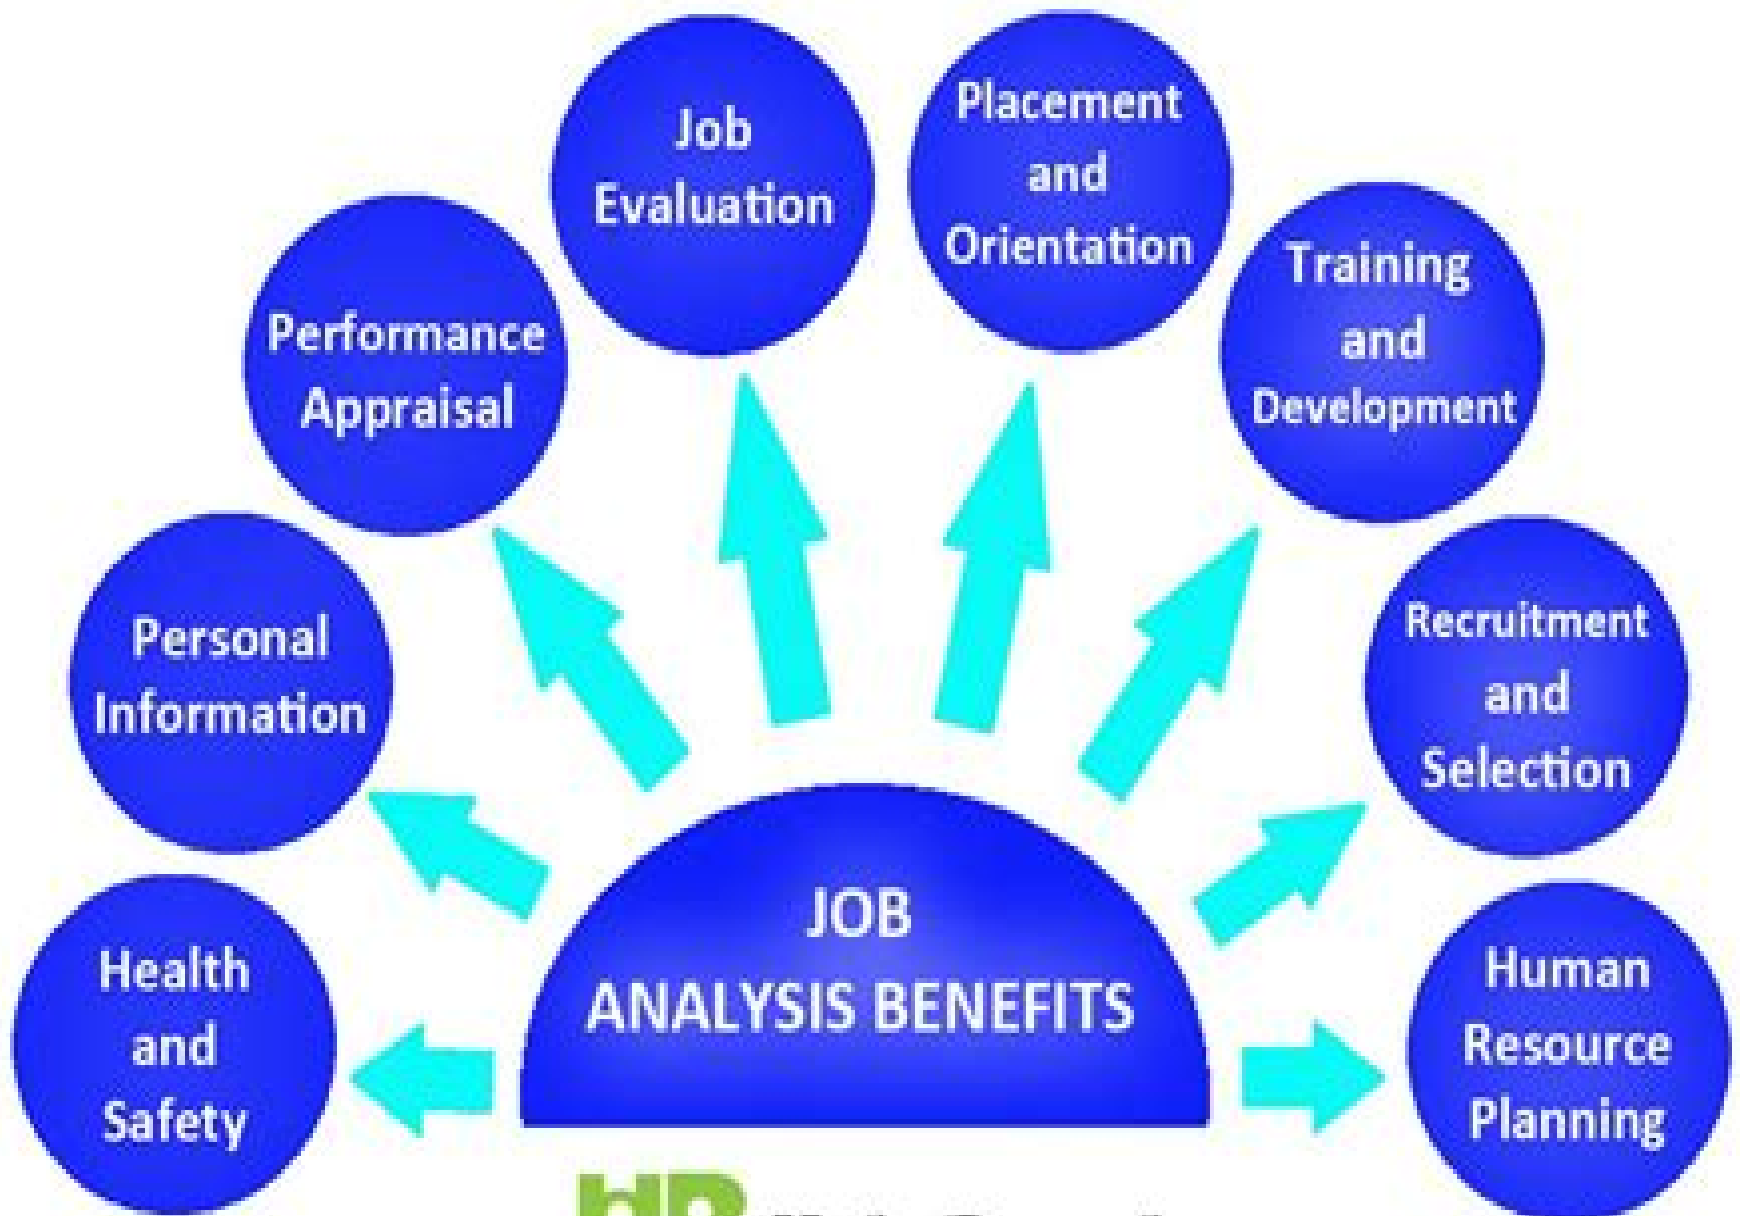 Job
Evaluation
Placement
and
Orientation
Performance
Appraisal
Training
and
Development
Personal
Information
Recruitment
and
Selection
Health
and
Safety
JOB
ANALYSIS BENEFITS
Human
Resource
Planning